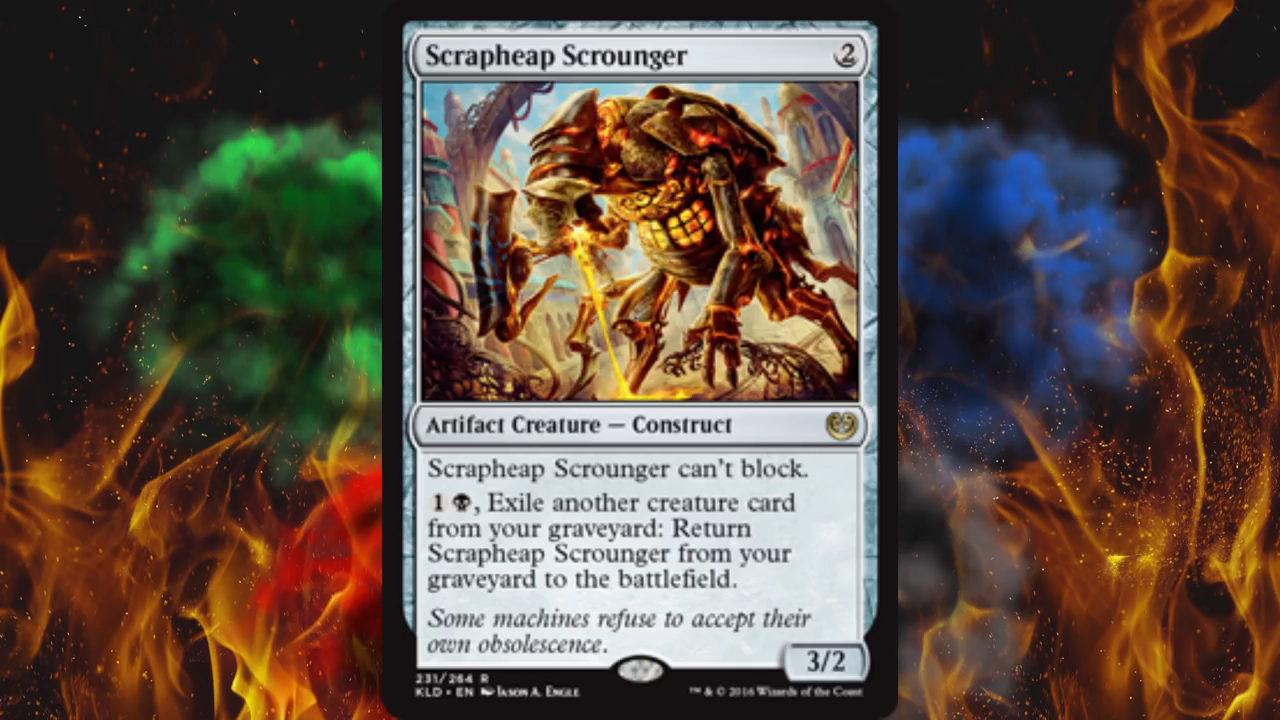 Scrapheap Scrounger 2
Artifact Creature — Construct
Scrapheap Scrounger can't block.
1, Exile another creature card
from your graveyard: Return
Scrapheap Scrounger from your
graveyard to the battlefield.
Some machines refuse to accept their
own obsolescence.
3/2
231/264 R
KLD • EN Jason A. Engle
™ & © 2016 Wizards of the Coast